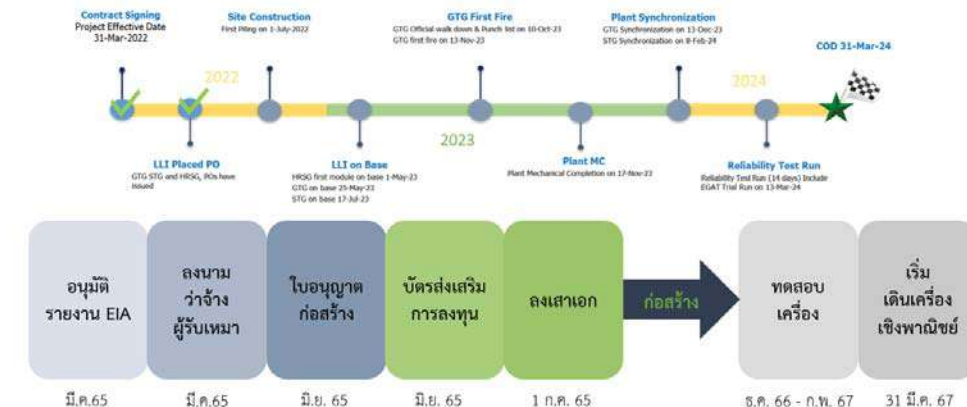 Contract Signing
Project Effective Date
31-Mar-2022
Site Construction
First Piling on 1-July-2022
GTG First Fire
GTG Official walk down & Punch list on 10-Oct-23
GTG first fire on 13-Nov-23
Plant Synchronization
GTG Synchronization on 13-Dec-23
STG Synchronization on 8-Feb-24
COD 31-Mar-24
2022
2023
2024
LLI Placed PO
GTG STG and HRSG, POs have
issued
LLI on Base
HRSG first module on base 1-May-23
GTG on base 25-May-23
STG on base 17-Jul-23
Plant MC
Plant Mechanical Completion on 17-Nov-23
Reliability Test Run
Reliability Test Run (14 days) Include
EGAT Trial Run on 13-Mar-24
อนุมัติ
รายงาน EIA
ลงนาม
ว่าจ้าง
ผู้รับเหมา
ใบอนุญาต
ก่อสร้าง
บัตรส่งเสริม
การลงทุน
ลงเสาเอก
ก่อสร้าง
ทดสอบ
เครื่อง
เริ่ม
เดินเครื่อง
เชิงพาณิชย์
มี.ค.65
มี.ค.65
มิ.ย. 65
มิ.ย. 65
1 ก.ค. 65
ธ.ค. 66 - ก.พ. 67
31 มี.ค. 67